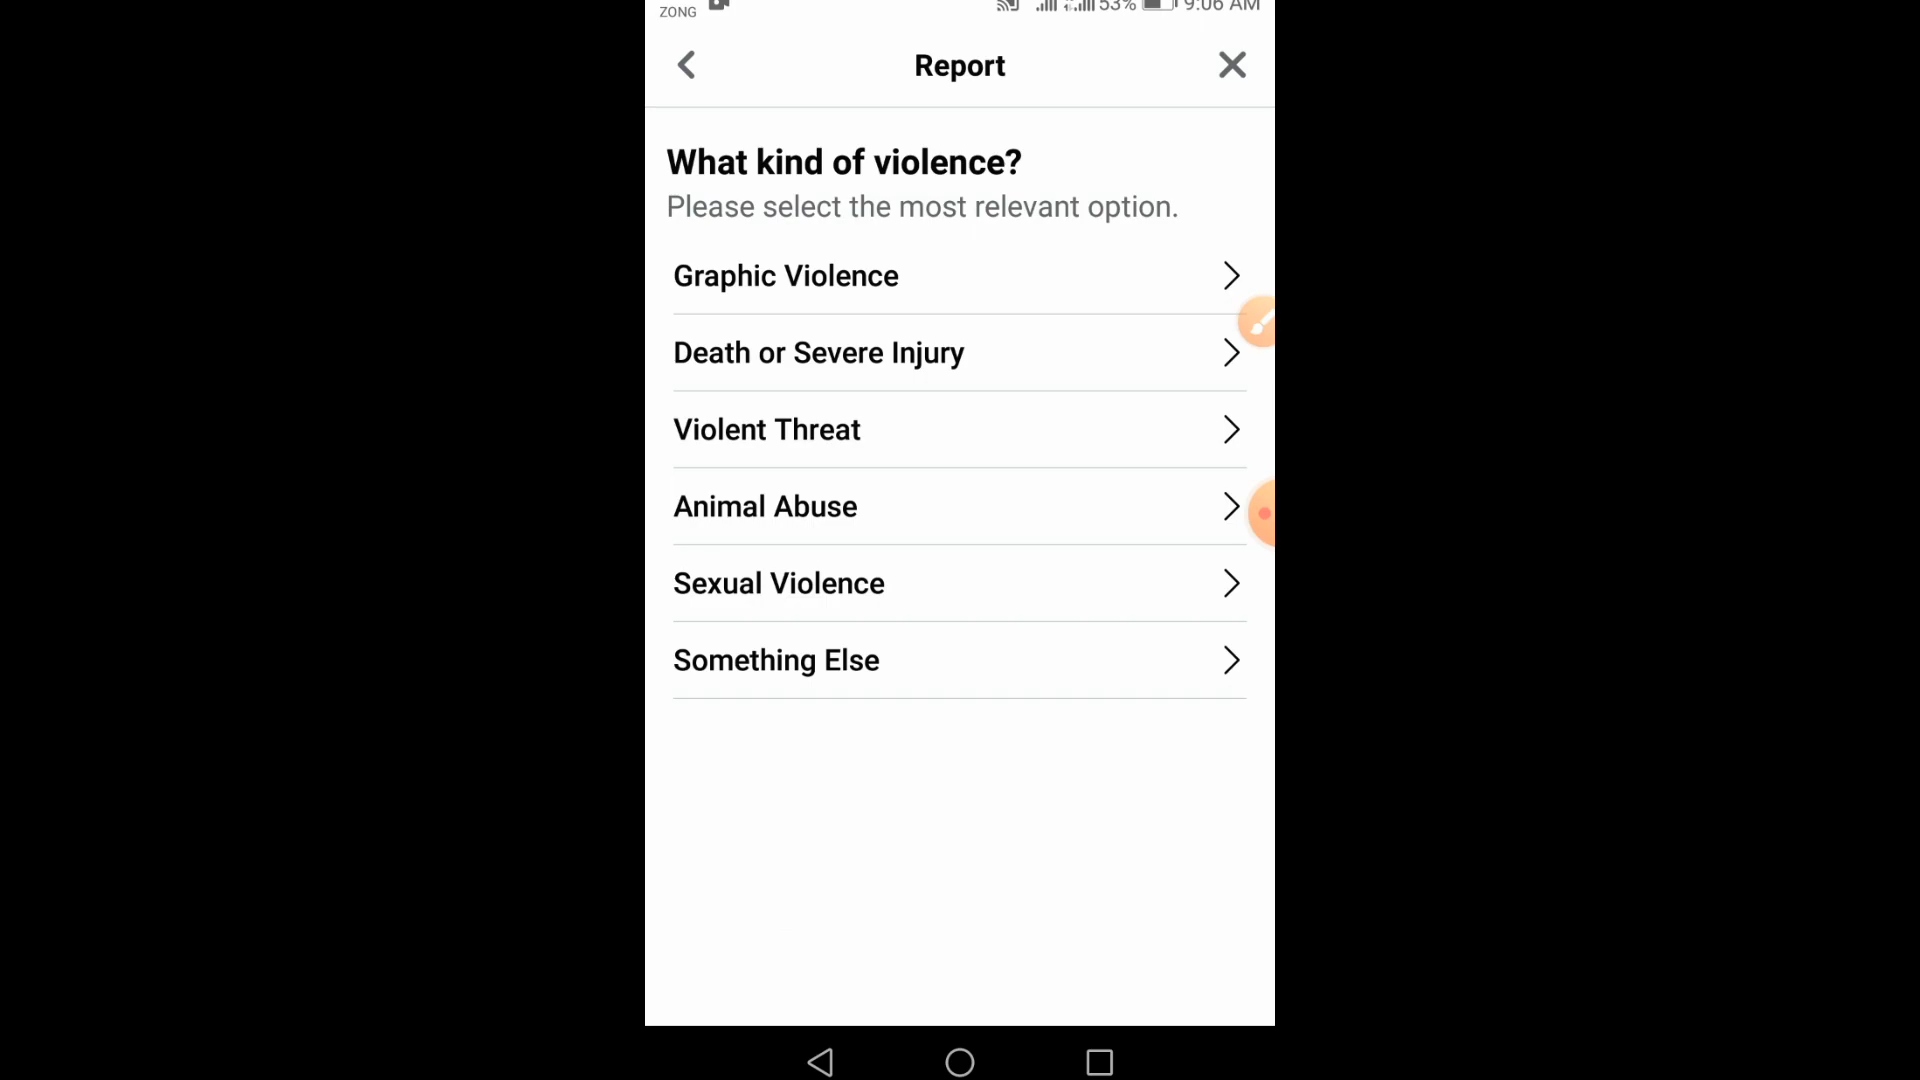 ZONG 53% 9:06 AM
Report
What kind of violence?
Please select the most relevant option.
Graphic Violence
Death or Severe Injury
Violent Threat
Animal Abuse
Sexual Violence
Something Else